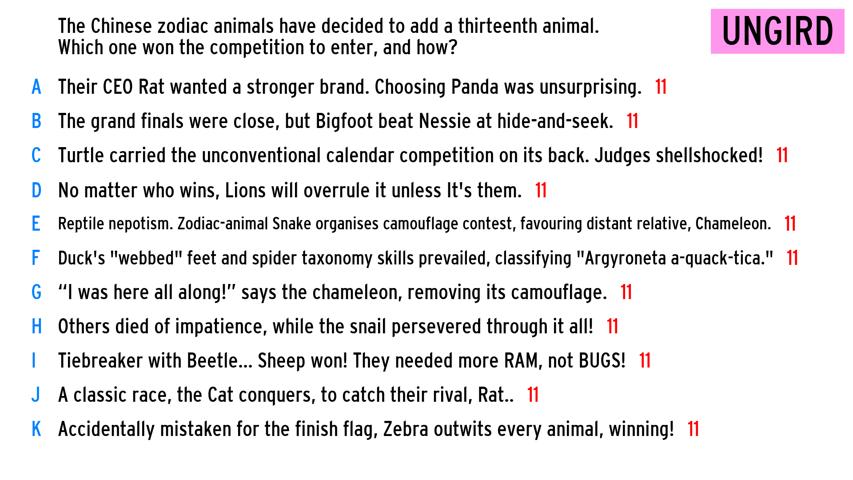 The Chinese zodiac animals have decided to add a thirteenth animal.
Which one won the competition to enter, and how?
UNGIRD
A Their CEO Rat wanted a stronger brand. Choosing Panda was unsurprising. 11
B The grand finals were close, but Bigfoot beat Nessie at hide-and-seek. 11
C Turtle carried the unconventional calendar competition on its back. Judges shellshocked! 11
D No matter who wins, Lions will overrule it unless It's them. 11
E Reptile nepotism. Zodiac-animal Snake organises camouflage contest, favouring distant relative, Chameleon. 11
F Duck's "webbed" feet and spider taxonomy skills prevailed, classifying "Argyroneta a-quack-tica." 11
G “I was here all along!” says the chameleon, removing its camouflage. 11
H Others died of impatience, while the snail persevered through it all! 11
I Tiebreaker with Beetle... Sheep won! They needed more RAM, not BUGS! 11
J A classic race, the Cat conquers, to catch their rival, Rat.. 11
K Accidentally mistaken for the finish flag, Zebra outwits every animal, winning! 11